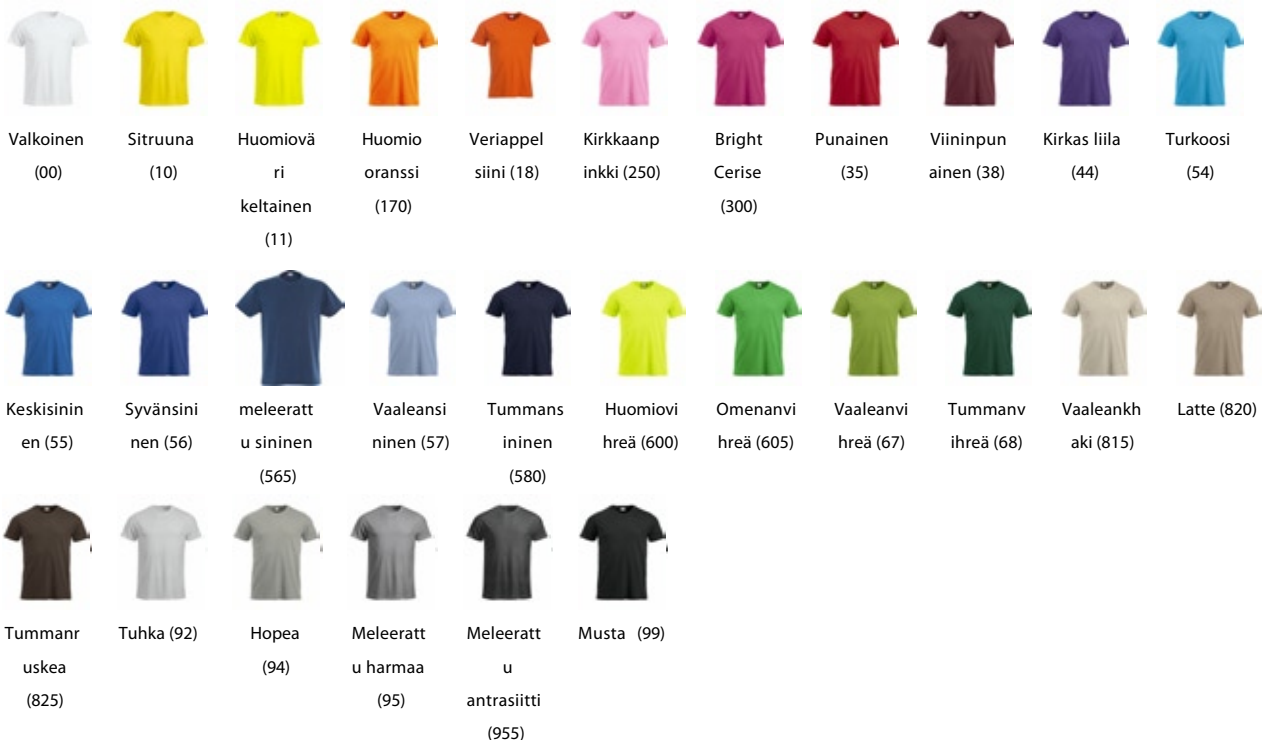 Valkoinen
(00)
Sitruuna
(10)
Huomiovä
ri
keltainen
(11)
Huomio
oranssi
(170)
Veriappel
siini (18)
Kirkkaanp
inkki (250)
Bright
Cerise
(300)
Punainen
(35)
Viininpun
ainen (38)
Kirkas liila
(44)
Turkoosi
(54)
Keskisinin
en (55)
Syvänsini
nen (56)
meleeratt
u sininen
(565)
Vaaleansi
ninen (57)
Tummans
ininen
(580)
Huomiovi
hreä (600)
Omenanvi
hreä (605)
Vaaleanvi
hreä (67)
Tummanv
ihreä (68)
Vaaleankh
aki (815)
Latte (820)
Tummanr
uskea
(825)
Tuhka (92)
Hopea
(94)
Meleeratt
u harmaa
(95)
Meleeratt
u
antrasiitti
(955)
Musta (99)